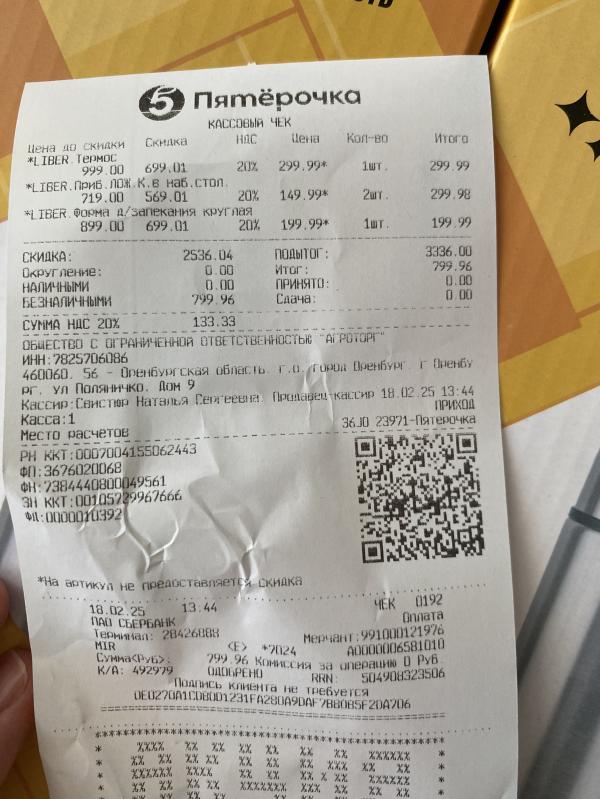 5 Пятёрочка
КАССОВЫЙ ЧЕК
Цена до скидки Скидка НДС Цена Кол-во Итого
*LIBER.Термос
999.00 699.01 20% 299.99* 1шт. 299.99
*LIBER.Приб.ЛОЖ.К.в наб.стол.
719.00 569.01 20% 149.99* 2шт. 299.98
*LIBER.Форма д/запекания круглая
899.00 699.01 20% 199.99* 1шт. 199.99
СКИДКА: 2536.04 ПОДЫТОГ: 3336.00
Округление: 0.00 Итог: 799.96
НАЛИЧНЫМИ 0.00 ПРИНЯТО: 0.00
БЕЗНАЛИЧНЫМИ 799.96 Сдача: 0.00
СУММА НДС 20% 133.33
ОБЩЕСТВО С ОГРАНИЧЕННОЙ ОТВЕТСТВЕННОСТЬЮ "АГРОТОРГ"
ИНН:7825706086
460060, 56 - Оренбургская область, г.о. город Оренбург, г Оренбу
рг, ул Поляничко, Дом 9
Кассир:Свистюр Наталья Сергеевна, Продавец-кассир 18.02.25 13:44
Касса:1 ПРИХОД
Место расчетов 36JO 23971-Пятерочка
РН ККТ:0007004155062443
ФП:3676020068
ФН:7384440800049561
ЗН ККТ:00105729967666
ФД:0000010392
*На артикул не предоставляется скидка
18.02.25 13:44 ЧЕК 0192
ПАО СБЕРБАНК Оплата
Терминал: 28426888 Мерчант:991000121976
MIR <E> *7024 A0000006581010
Сумма<Руб>: 799.96 Комиссия за операцию 0 Руб.
К/А: 492979 ОДОБРЕНО RRN: 504908323506
Подпись клиента не требуется
0E0270A1CD80D1231FA280A9DAF7B80B5F20A706